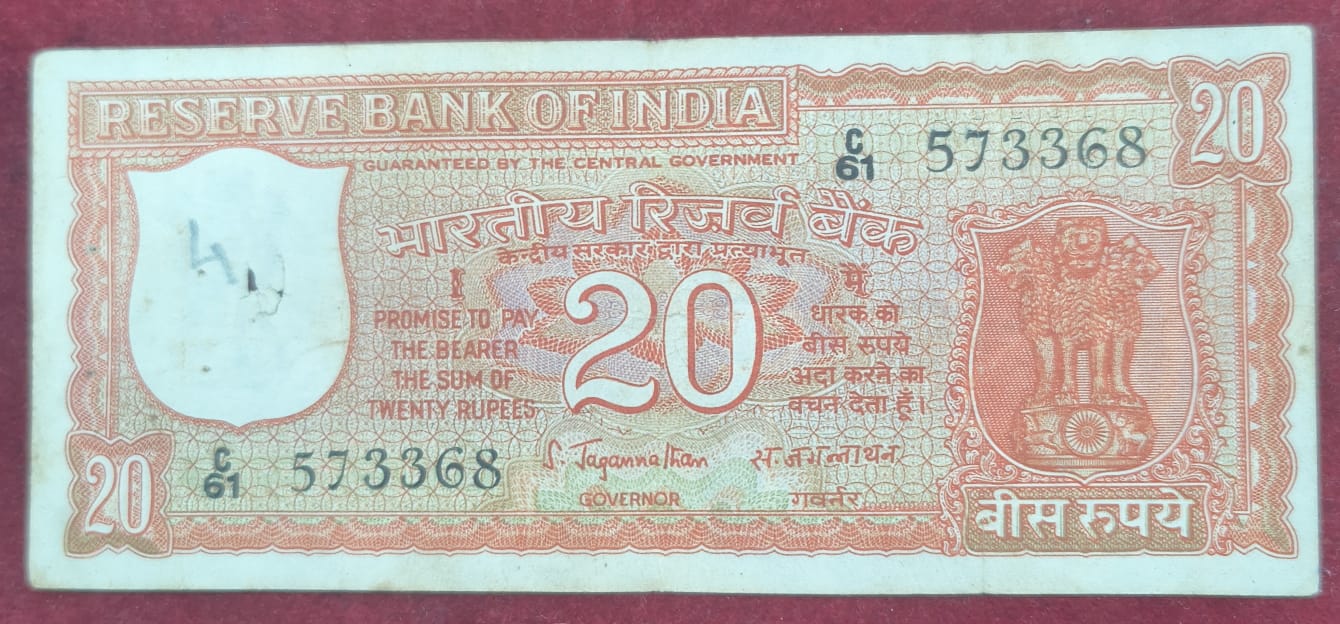 RESERVE BANK OF INDIA
20
GUARANTEED BY THE CENTRAL GOVERNMENT
C
61 573368
भारतीय रिज़र्व बैंक
केन्द्रीय सरकार द्वारा प्रत्याभूत
I
PROMISE TO PAY
THE BEARER
THE SUM OF
TWENTY RUPEES
20
मैं
धारक को
बीस रुपये
अदा करने का
वचन देता हूँ।
C
61 573368
S. Jagannathan
GOVERNOR
स. जगन्नाथन
गवर्नर
20
बीस रुपये